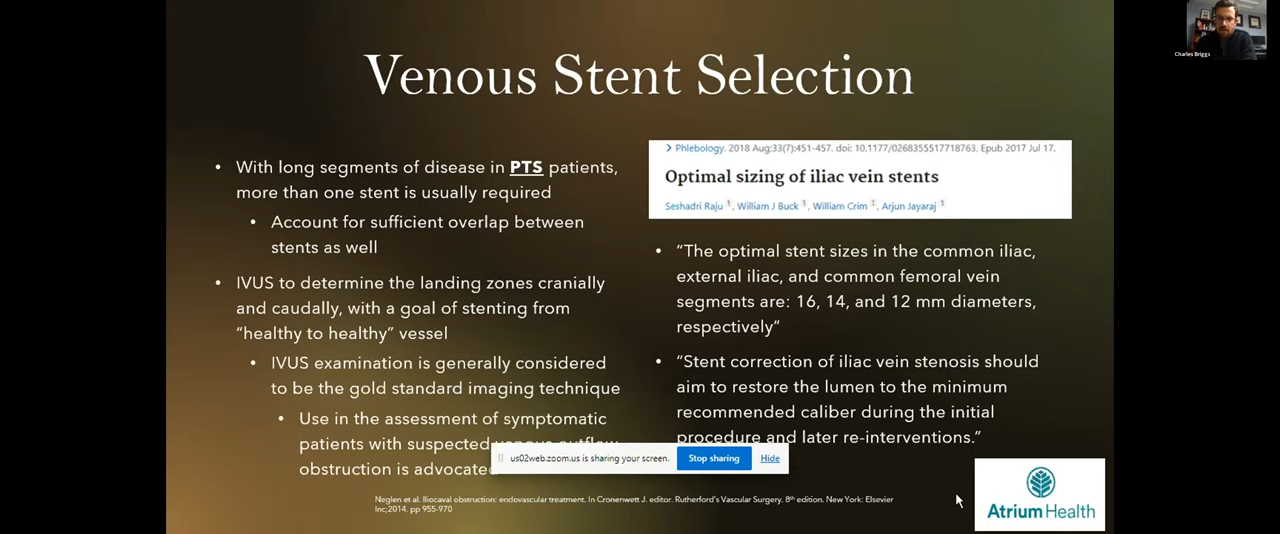 Charles Briggs
Venous Stent Selection
• With long segments of disease in PTS patients,
more than one stent is usually required
• Account for sufficient overlap between
stents as well
• IVUS to determine the landing zones cranially
and caudally, with a goal of stenting from
“healthy to healthy” vessel
• IVUS examination is generally considered
to be the gold standard imaging technique
• Use in the assessment of symptomatic
patients with suspected venous outflow
obstruction is advocated
> Phlebology. 2018 Aug;33(7):451-457. doi: 10.1177/0268355517718763. Epub 2017 Jul 17.
Optimal sizing of iliac vein stents
Seshadri Raju 1, William J Buck 1, William Crim 1, Arjun Jayaraj 1
• “The optimal stent sizes in the common iliac,
external iliac, and common femoral vein
segments are: 16, 14, and 12 mm diameters,
respectively”
• “Stent correction of iliac vein stenosis should
aim to restore the lumen to the minimum
recommended caliber during the initial
procedure and later re-interventions.”
us02web.zoom.us is sharing your screen. Stop sharing Hide
Neglen et al. Iliocaval obstruction: endovascular treatment. In Cronenwett J. editor. Rutherford's Vascular Surgery. 8th edition. New York: Elsevier
Inc;2014. pp 955-970
Atrium Health